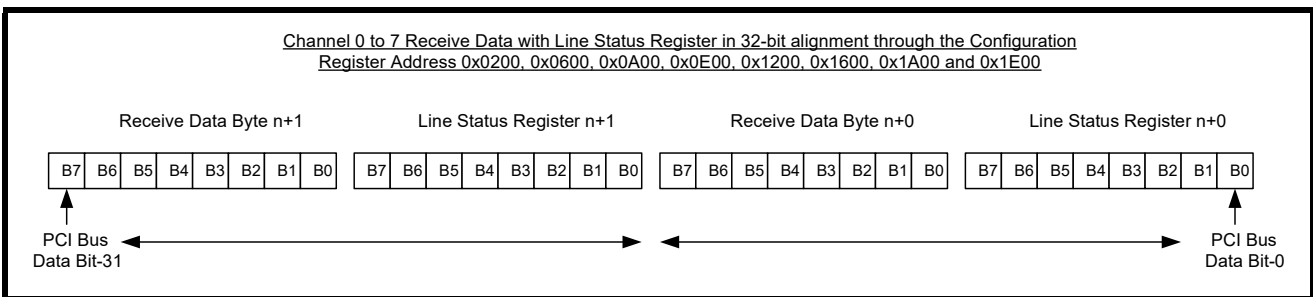 Channel 0 to 7 Receive Data with Line Status Register in 32-bit alignment through the Configuration
Register Address 0x0200, 0x0600, 0x0A00, 0x0E00, 0x1200, 0x1600, 0x1A00 and 0x1E00
Receive Data Byte n+1 Line Status Register n+1 Receive Data Byte n+0 Line Status Register n+0
B7 B6 B5 B4 B3 B2 B1 B0 B7 B6 B5 B4 B3 B2 B1 B0 B7 B6 B5 B4 B3 B2 B1 B0 B7 B6 B5 B4 B3 B2 B1 B0
PCI Bus
Data Bit-31
PCI Bus
Data Bit-0